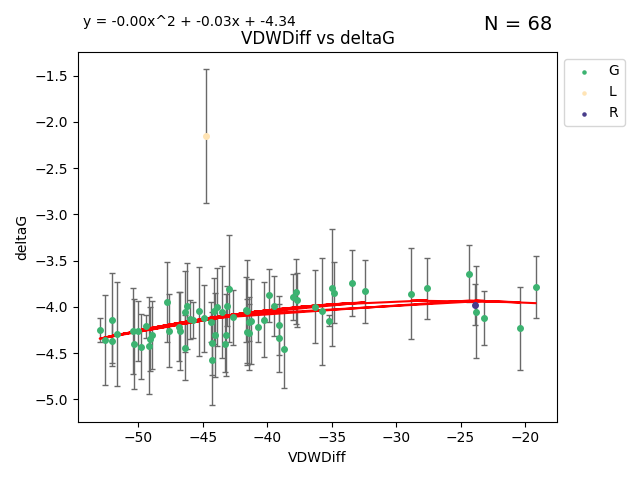 y = -0.00x^2 + -0.03x + -4.34
N = 68
VDWDiff vs deltaG
G
L
R
deltaG
−1.5
−2.0
−2.5
−3.0
−3.5
−4.0
−4.5
−5.0
−50
−45
−40
−35
−30
−25
−20
VDWDiff